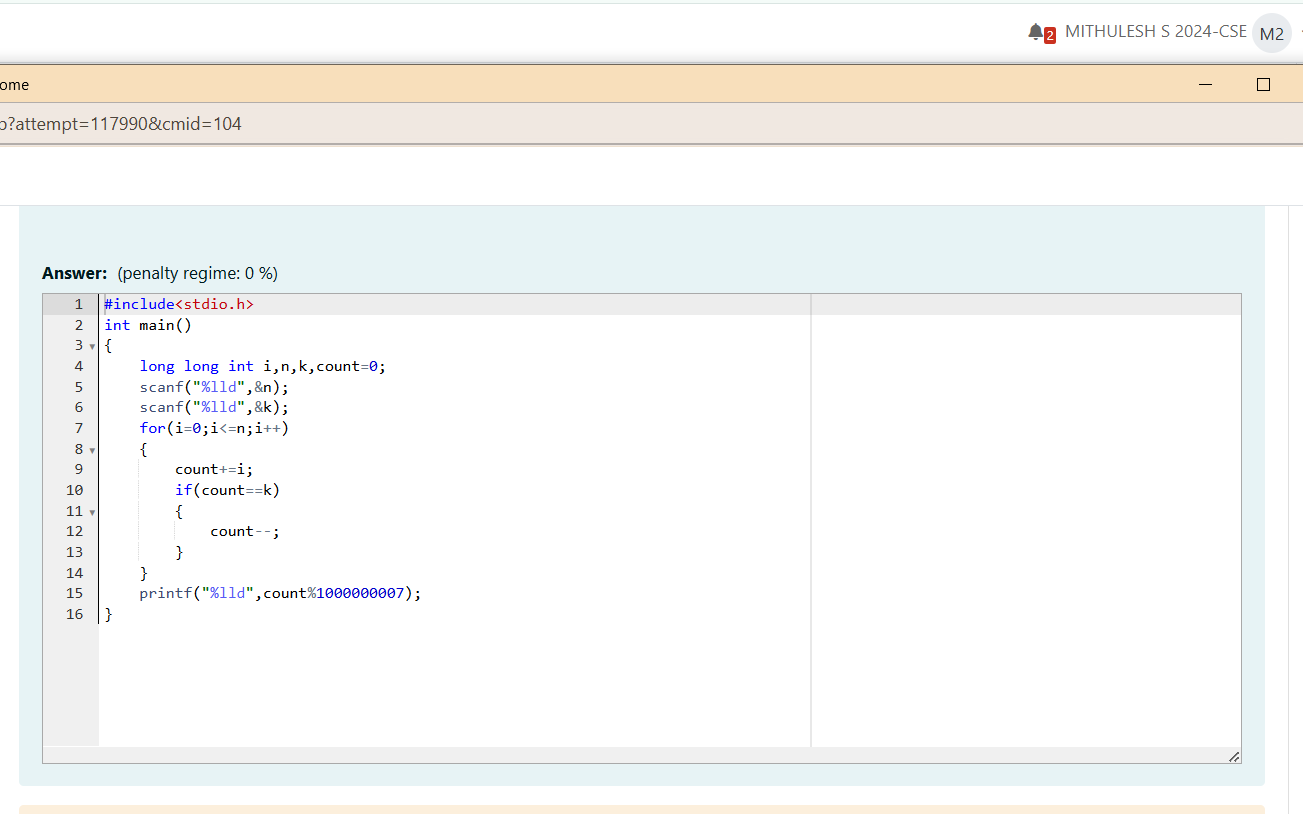 2 MITHULESH S 2024-CSE M2
ome
p?attempt=117990&cmid=104
Answer: (penalty regime: 0 %)
1 #include<stdio.h>
2 int main()
3 {
4 long long int i,n,k,count=0;
5 scanf("%lld",&n);
6 scanf("%lld",&k);
7 for(i=0;i<=n;i++)
8 {
9 count+=i;
10 if(count==k)
11 {
12 count--;
13 }
14 }
15 printf("%lld",count%1000000007);
16 }